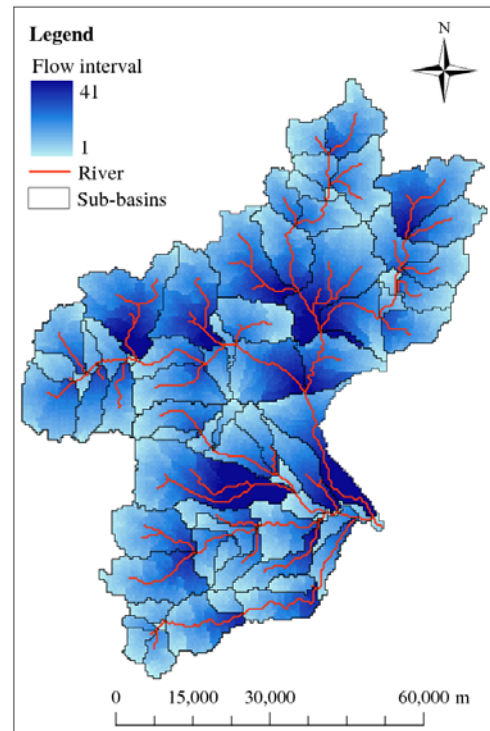 Legend
N
Flow interval
41
1
River
Sub-basins
0 15,000 30,000 60,000 m